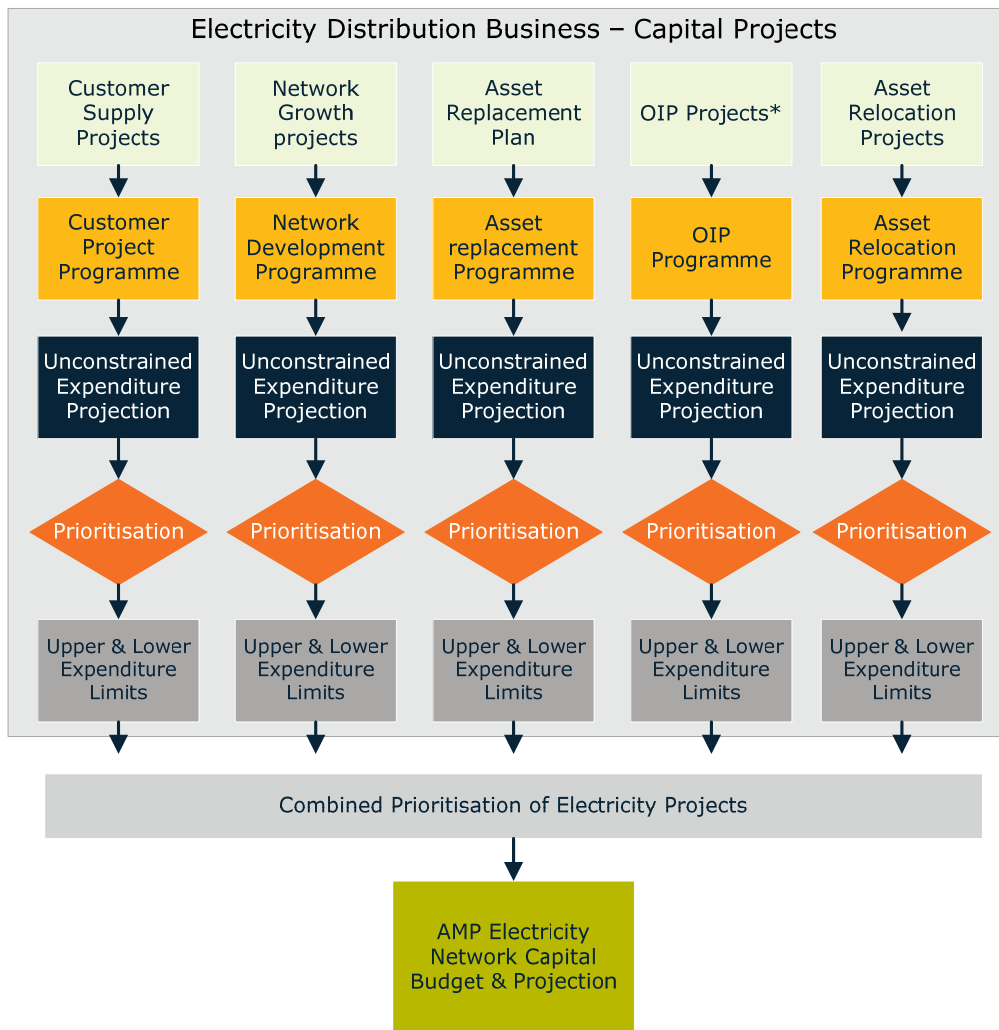 Electricity Distribution Business – Capital Projects
Customer
Supply
Projects
Network
Growth
projects
Asset
Replacement
Plan
OIP Projects*
Asset
Relocation
Projects
Customer
Project
Programme
Network
Development
Programme
Asset
replacement
Programme
OIP
Programme
Asset
Relocation
Programme
Unconstrained
Expenditure
Projection
Unconstrained
Expenditure
Projection
Unconstrained
Expenditure
Projection
Unconstrained
Expenditure
Projection
Unconstrained
Expenditure
Projection
Prioritisation
Prioritisation
Prioritisation
Prioritisation
Prioritisation
Upper & Lower
Expenditure
Limits
Upper & Lower
Expenditure
Limits
Upper & Lower
Expenditure
Limits
Upper & Lower
Expenditure
Limits
Upper & Lower
Expenditure
Limits
Combined Prioritisation of Electricity Projects
AMP Electricity
Network Capital
Budget & Projection